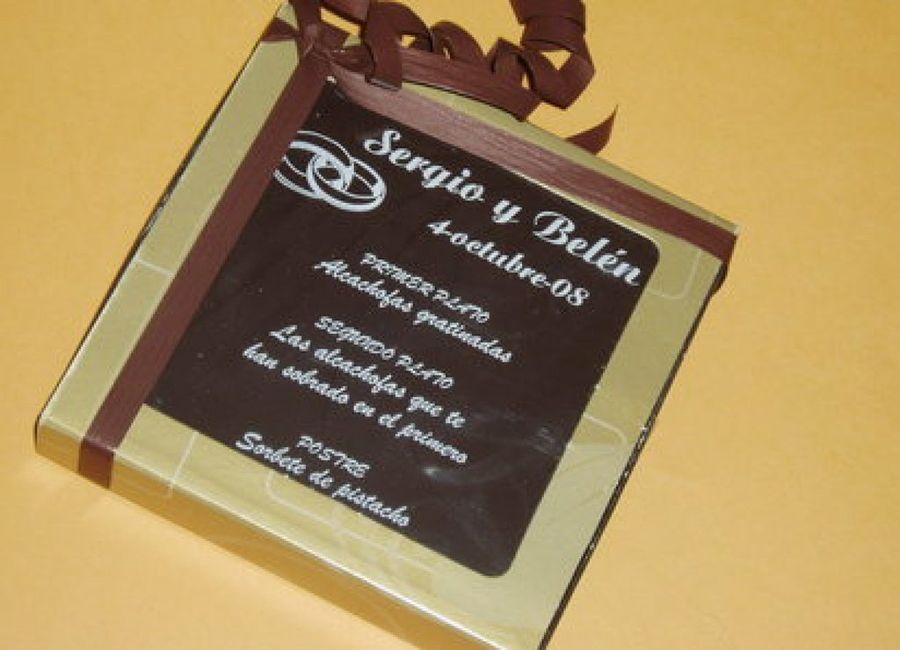 Sergio y Belén
4-octubre-08
PRIMER PLATO
Alcachofas gratinadas
SEGUNDO PLATO
Las alcachofas que te
han sobrado en el primero
POSTRE
Sorbete de pistacho